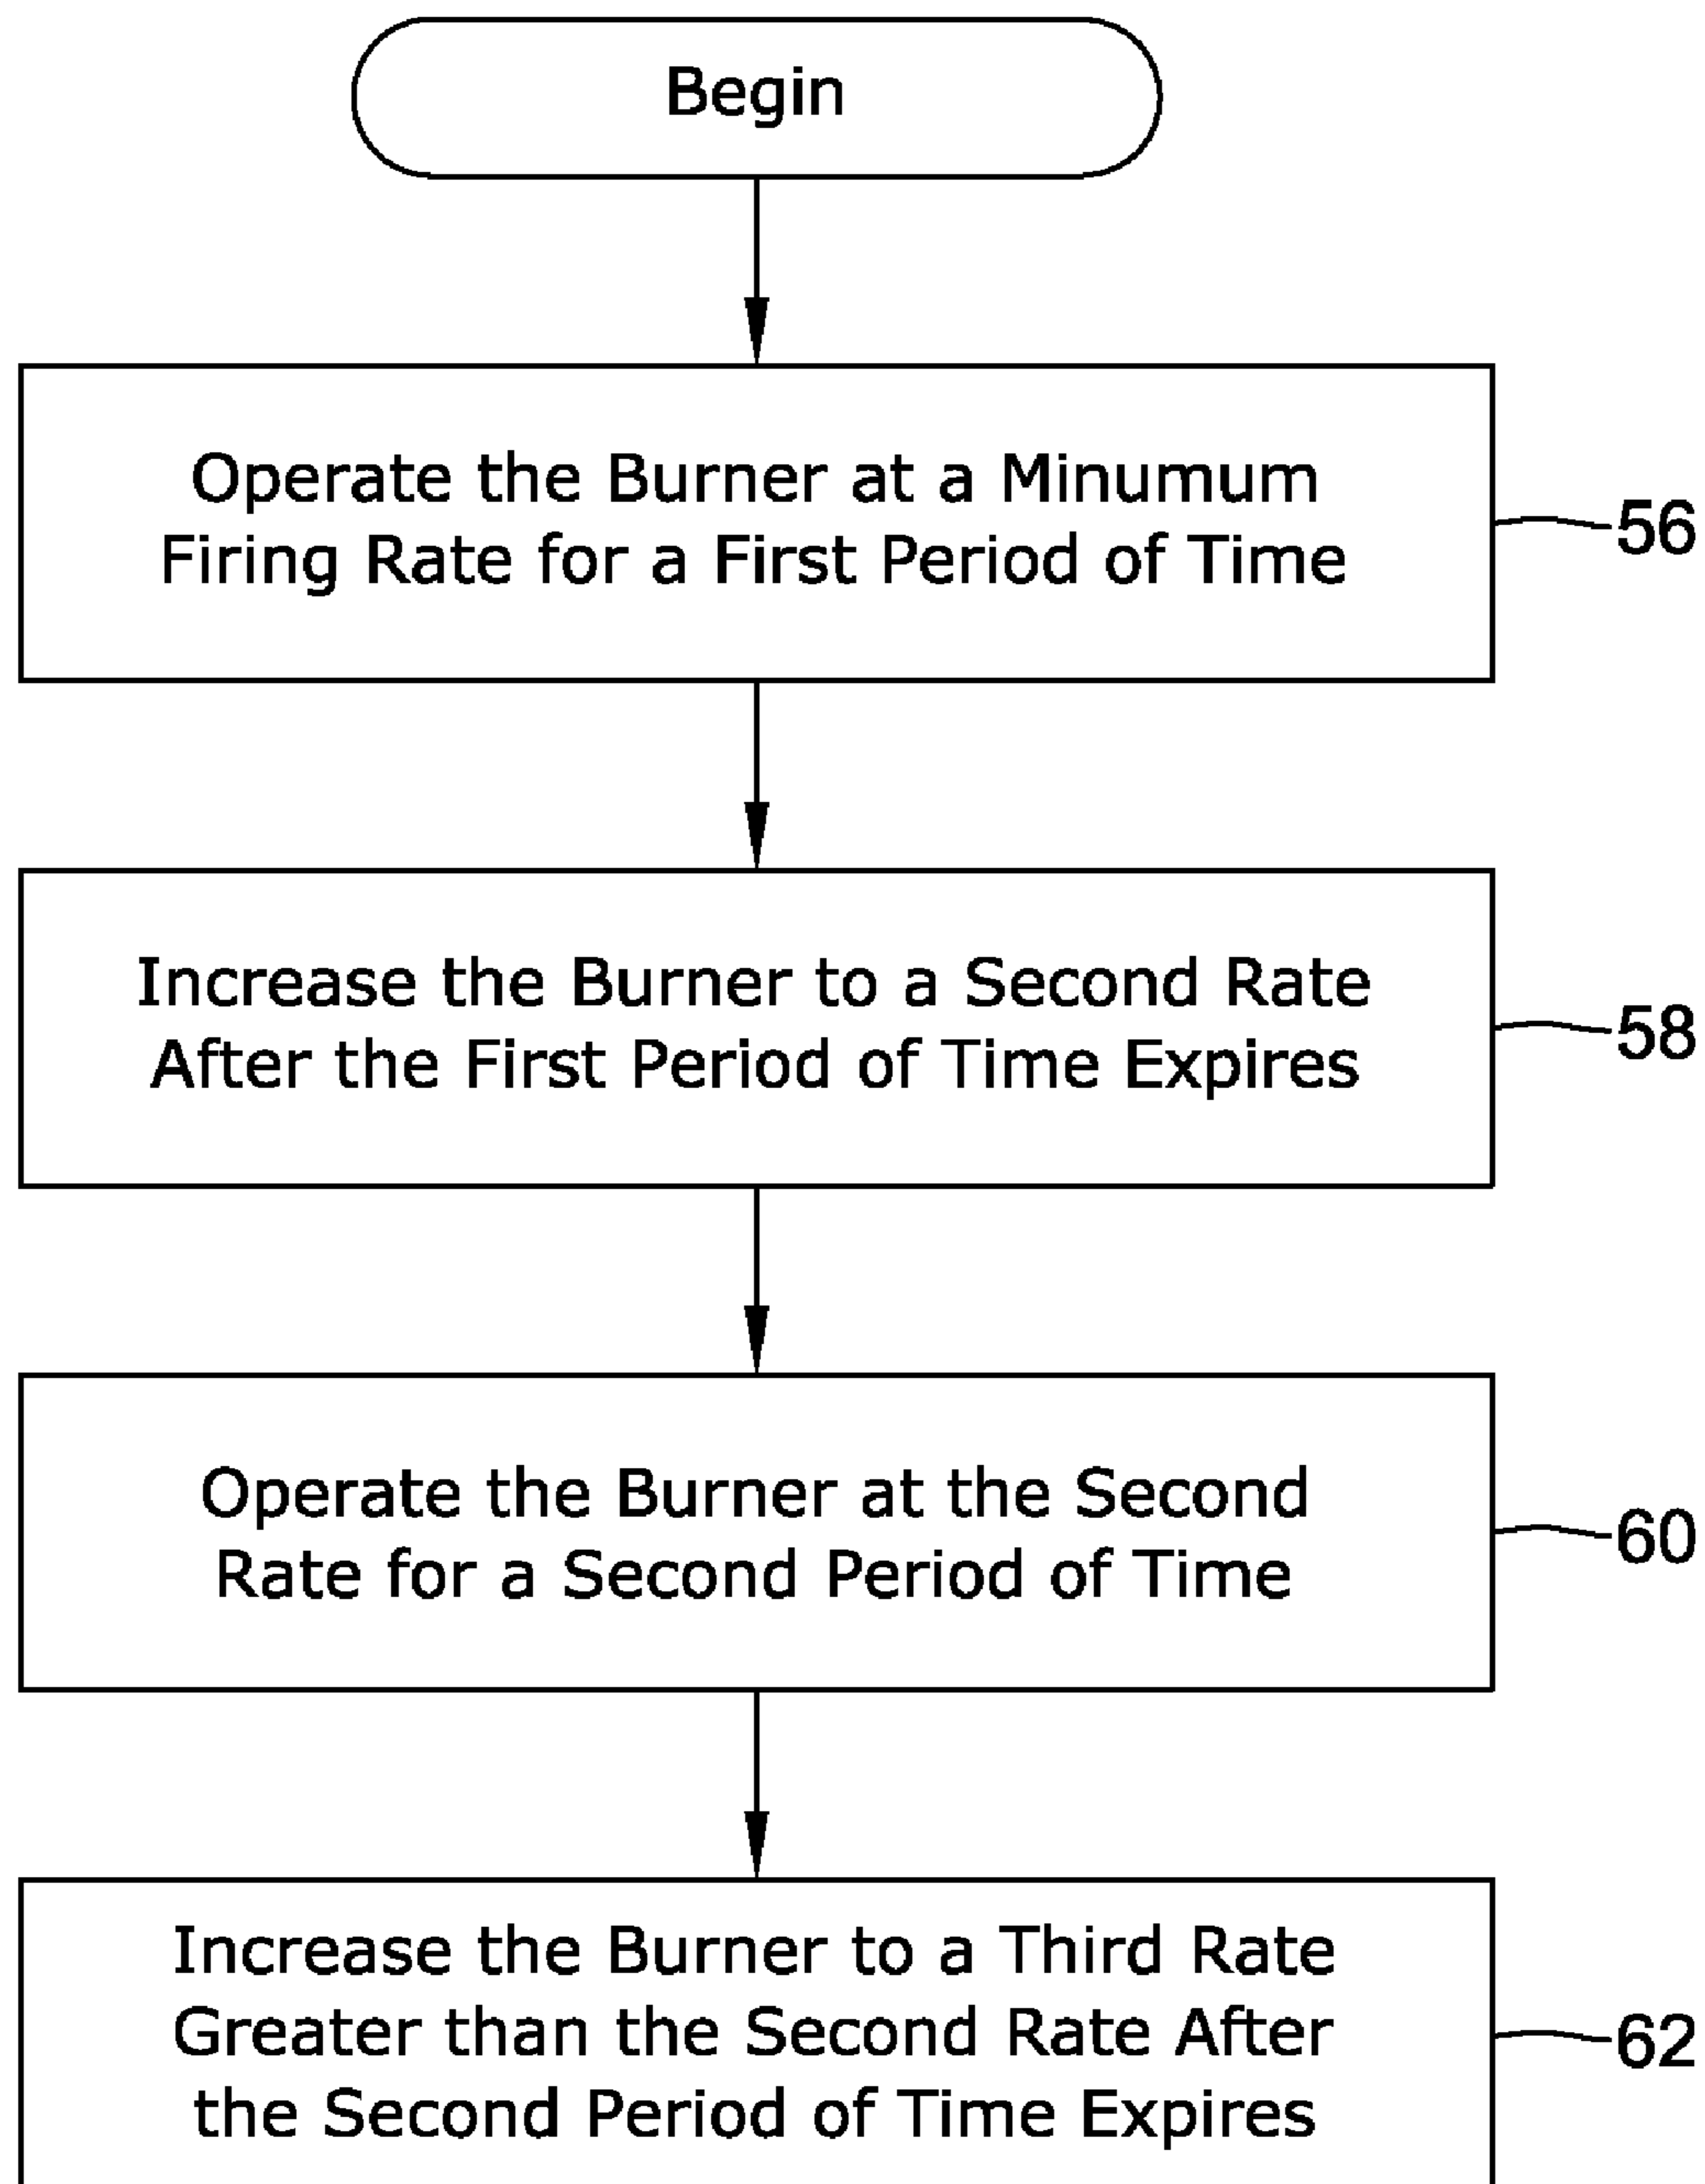 Begin
Operate the Burner at a Minumum
Firing Rate for a First Period of Time
56
Increase the Burner to a Second Rate
After the First Period of Time Expires
58
Operate the Burner at the Second
Rate for a Second Period of Time
60
Increase the Burner to a Third Rate
Greater than the Second Rate After
the Second Period of Time Expires
62